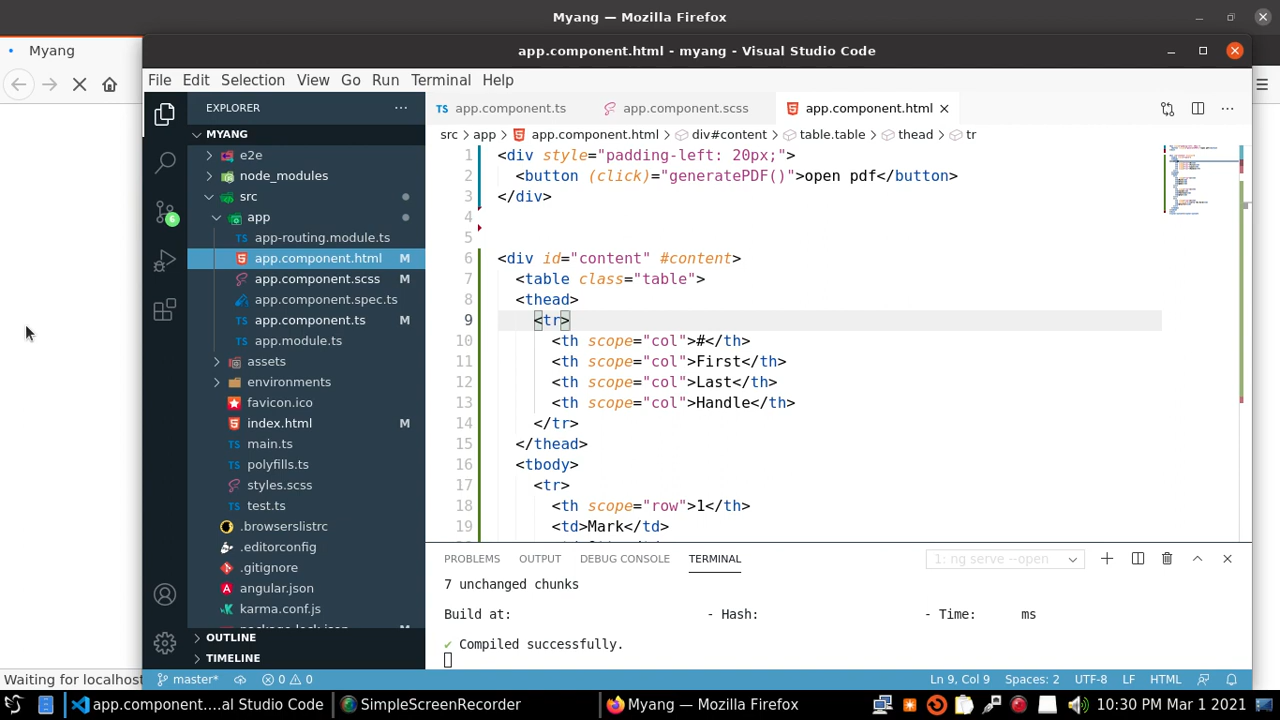 Myang — Mozilla Firefox
Myang
app.component.html - myang - Visual Studio Code
File Edit Selection View Go Run Terminal Help
EXPLORER
MYANG
e2e
node_modules
src
app
app-routing.module.ts
app.component.html M
app.component.scss M
app.component.spec.ts
app.component.ts M
app.module.ts
assets
environments
favicon.ico
index.html M
main.ts
polyfills.ts
styles.scss
test.ts
.browserslistrc
.editorconfig
.gitignore
angular.json
karma.conf.js
OUTLINE
TIMELINE
6
app.component.ts app.component.scss app.component.html
src app app.component.html div#content table.table thead tr
1 <div style="padding-left: 20px;">
2 <button (click)="generatePDF()">open pdf</button>
3 </div>
4
5
6 <div id="content" #content>
7 <table class="table">
8 <thead>
9 <tr>
10 <th scope="col">#</th>
11 <th scope="col">First</th>
12 <th scope="col">Last</th>
13 <th scope="col">Handle</th>
14 </tr>
15 </thead>
16 <tbody>
17 <tr>
18 <th scope="row">1</th>
19 <td>Mark</td>
PROBLEMS OUTPUT DEBUG CONSOLE TERMINAL 1: ng serve --open
7 unchanged chunks
Build at: - Hash: - Time: ms
✔ Compiled successfully.
Waiting for localhost
master* 0 0 Ln 9, Col 9 Spaces: 2 UTF-8 LF HTML
app.component....al Studio Code SimpleScreenRecorder Myang — Mozilla Firefox 10:30 PM Mar 1 2021